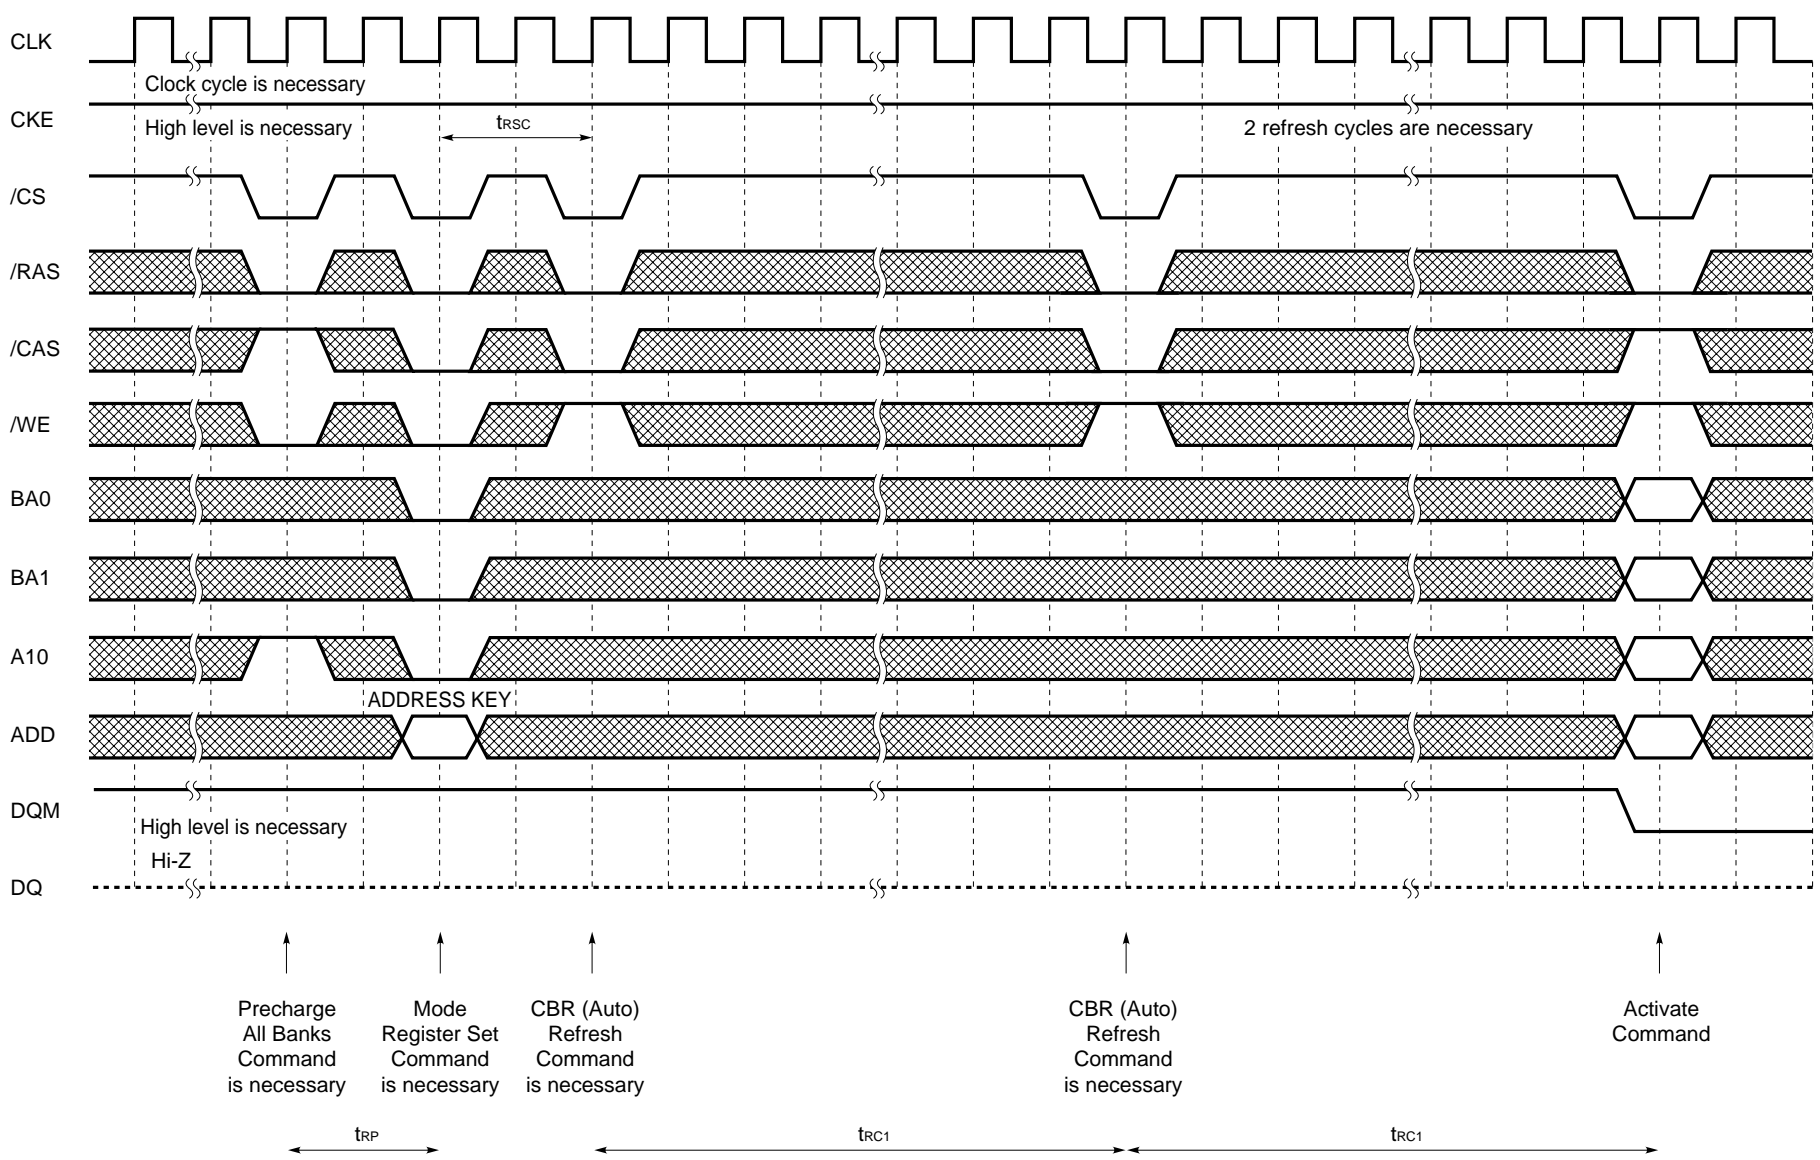 CLK
Clock cycle is necessary
CKE
High level is necessary
tRSC
2 refresh cycles are necessary
/CS
/RAS
/CAS
/WE
BA0
BA1
A10
ADDRESS KEY
ADD
DQM
High level is necessary
Hi-Z
DQ
Precharge
All Banks
Command
is necessary
Mode
Register Set
Command
is necessary
CBR (Auto)
Refresh
Command
is necessary
CBR (Auto)
Refresh
Command
is necessary
Activate
Command
tRP
tRC1
tRC1